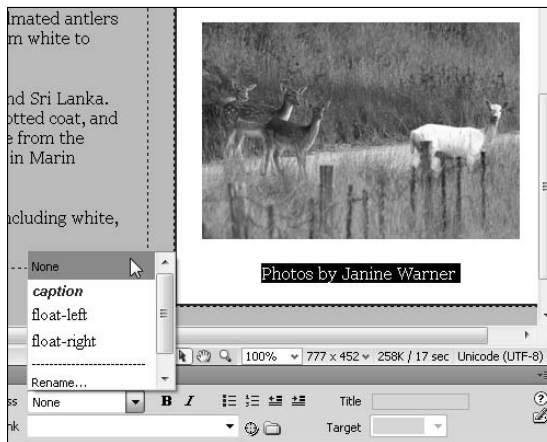 lmated antlers
m white to
nd Sri Lanka.
otted coat, and
e from the
in Marin
ncluding white,
Photos by Janine Warner
None
caption
float-left
float-right
Rename...
100% 777 x 452 258K / 17 sec Unicode (UTF-8)
ss None B I Title
nk Target